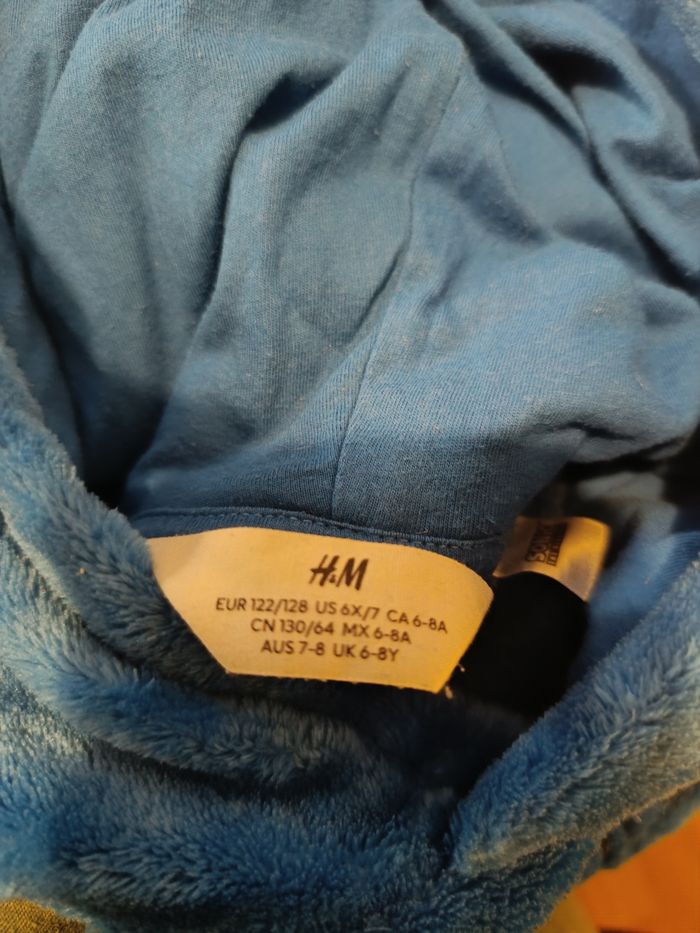 H&M
EUR 122/128 US 6X/7 CA 6-8A
CN 130/64 MX 6-8A
AUS 7-8 UK 6-8Y